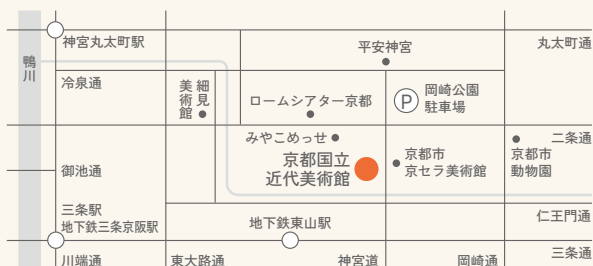 神宮丸太町駅
平安神宮
丸太町通
鴨川
冷泉通
細見
美術館
ロームシアター京都
P
岡崎公園
駐車場
みやこめっせ
二条通
京都国立
近代美術館
京都市
京セラ美術館
京都市
動物園
御池通
三条駅
地下鉄三条京阪駅
地下鉄東山駅
仁王門通
川端通
東大路通
神宮道
岡崎通
三条通